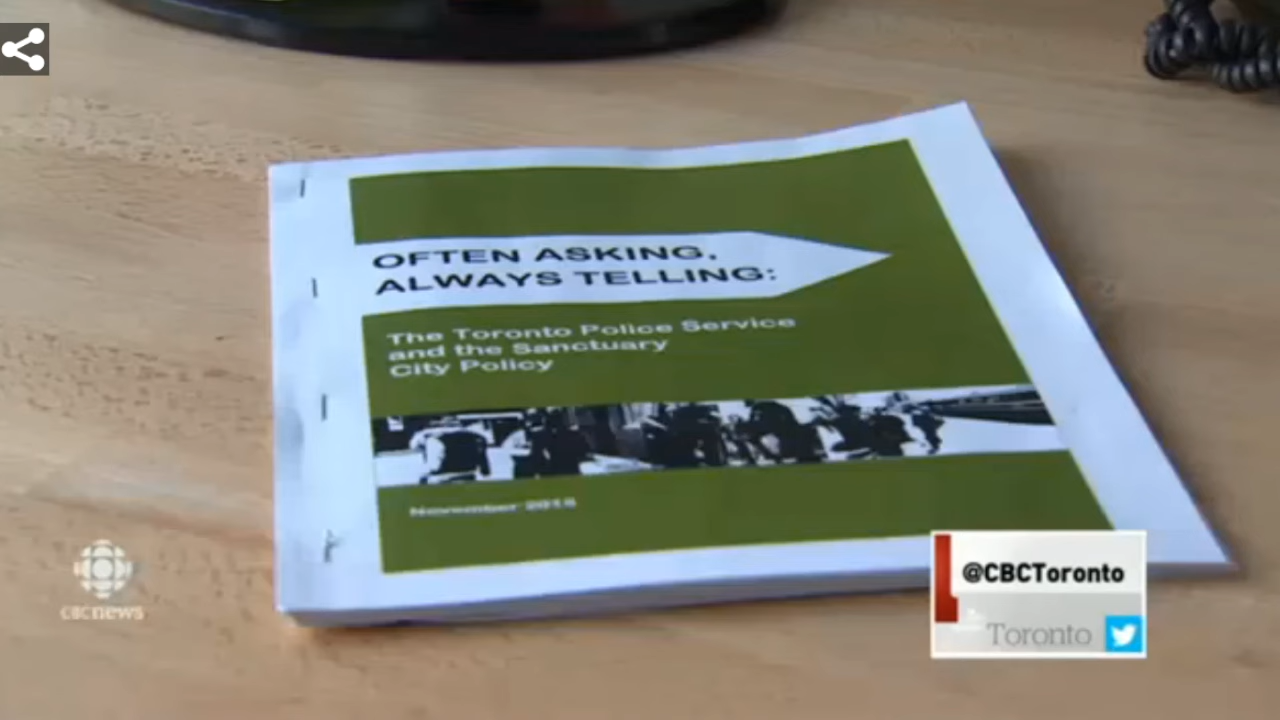 OFTEN ASKING,
ALWAYS TELLING:
The Toronto Police Service
and the Sanctuary
City Policy
November 2015
cbcnews
@CBCToronto
Toronto